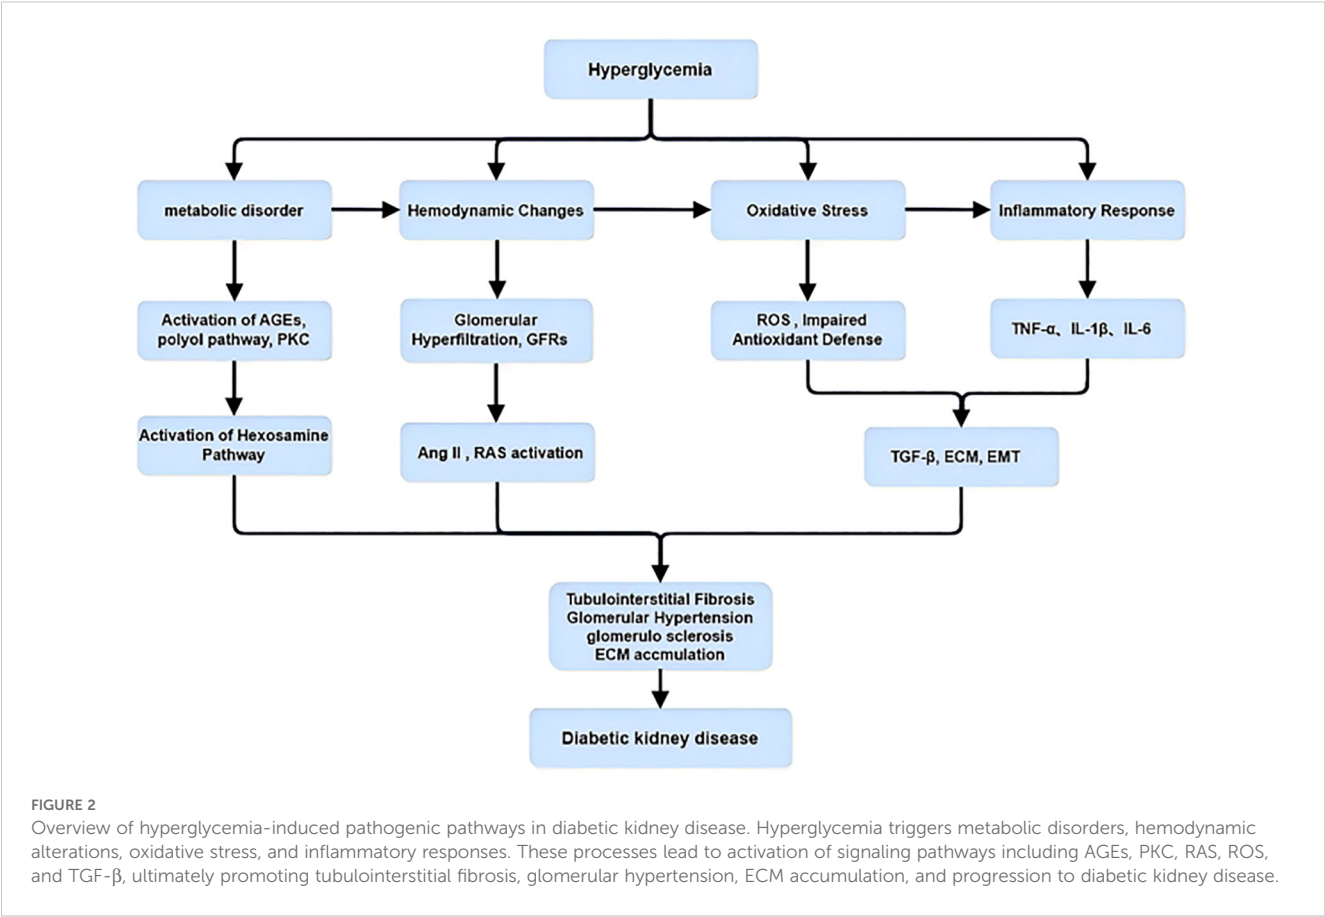 Hyperglycemia
metabolic disorder
Hemodynamic Changes
Oxidative Stress
Inflammatory Response
Activation of AGEs,
polyol pathway, PKC
Glomerular
Hyperfiltration, GFRs
ROS , Impaired
Antioxidant Defense
TNF-α、IL-1β、IL-6
Activation of Hexosamine
Pathway
Ang II , RAS activation
TGF-β, ECM, EMT
Tubulointerstitial Fibrosis
Glomerular Hypertension
glomerulo sclerosis
ECM accmulation
Diabetic kidney disease
FIGURE 2
Overview of hyperglycemia-induced pathogenic pathways in diabetic kidney disease. Hyperglycemia triggers metabolic disorders, hemodynamic
alterations, oxidative stress, and inflammatory responses. These processes lead to activation of signaling pathways including AGEs, PKC, RAS, ROS,
and TGF-β, ultimately promoting tubulointerstitial fibrosis, glomerular hypertension, ECM accumulation, and progression to diabetic kidney disease.